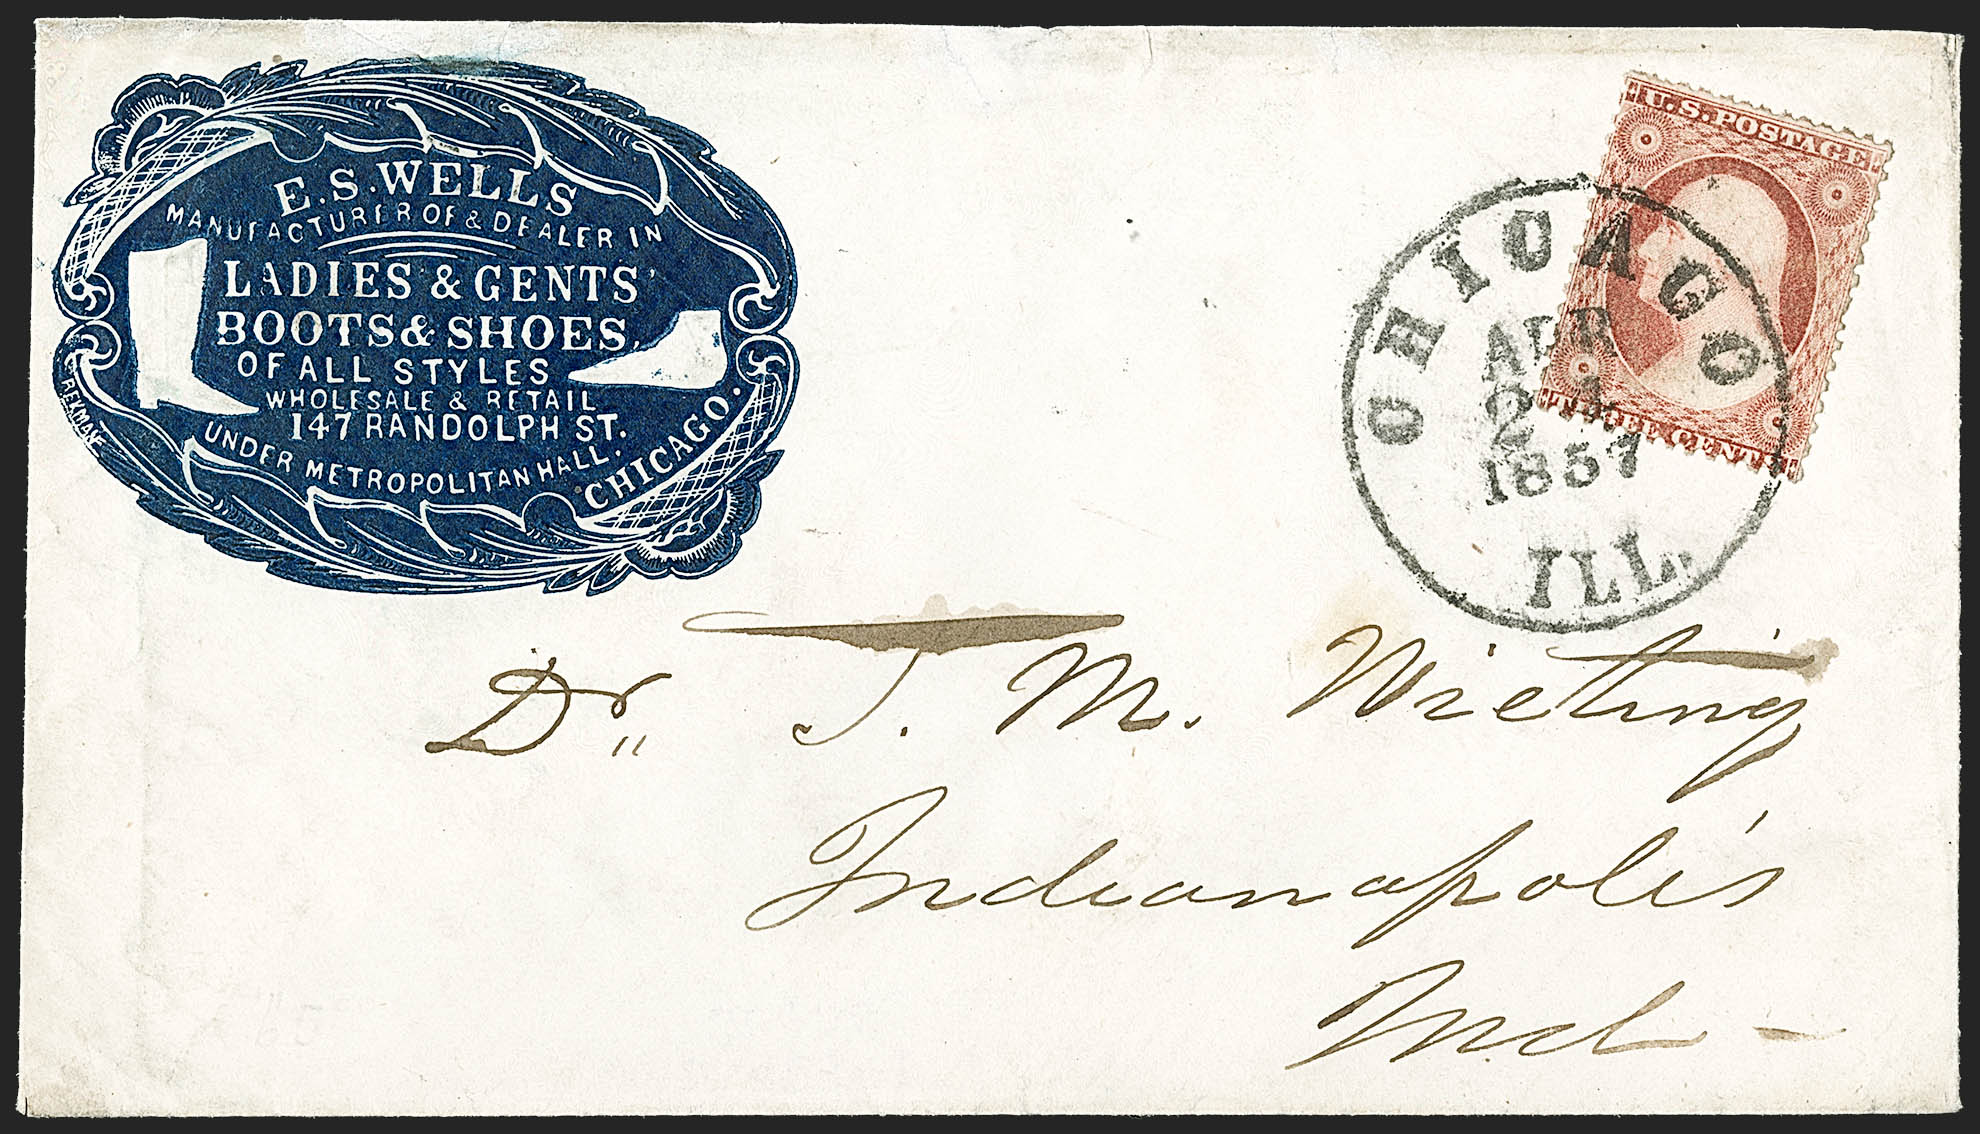 E.S. WELLS
MANUFACTURER OF & DEALER IN
LADIES & GENTS'
BOOTS & SHOES,
OF ALL STYLES
WHOLESALE & RETAIL
147 RANDOLPH ST.
UNDER METROPOLITAN HALL.
CHICAGO.
U.S. POSTAGE
THREE CENTS
CHICAGO
APR
1857
ILL.
Dr. T. M. Wieting
Indianapolis
Ind -